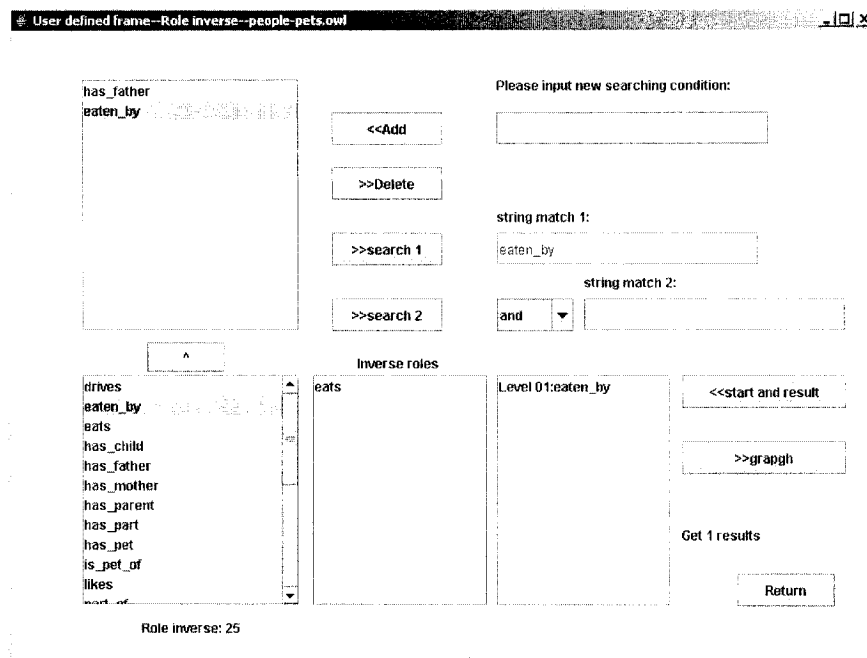 User defined frame--Role inverse--people-pets.owl
has_father
eaten_by
Please input new searching condition:
<<Add
>>Delete
string match 1:
>>search 1
eaten_by
string match 2:
>>search 2
and
^
Inverse roles
drives
eaten_by
eats
has_child
has_father
has_mother
has_parent
has_part
has_pet
is_pet_of
likes
part_of
eats
Level 01:eaten_by
<<start and result
>>grapgh
Get 1 results
Return
Role inverse: 25